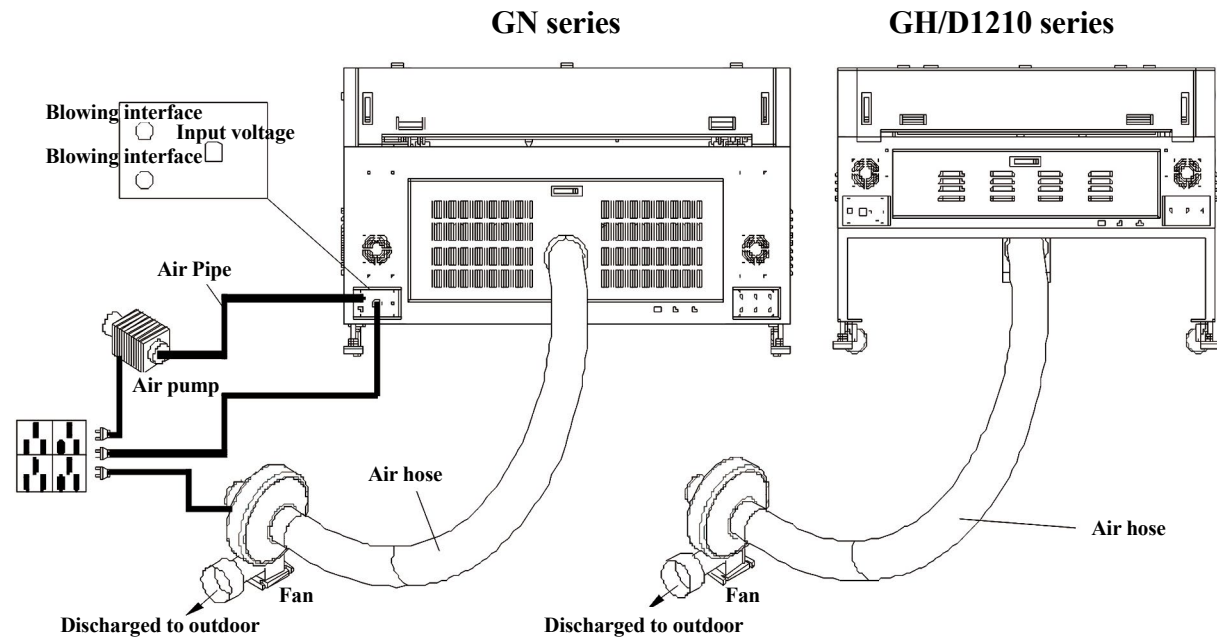 GN series
GH/D1210 series
Blowing interface
Input voltage
Blowing interface
Air Pipe
Air pump
Air hose
Air hose
Fan
Fan
Discharged to outdoor
Discharged to outdoor